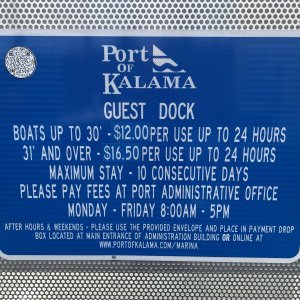 Port
OF
KALAMA
GUEST DOCK
BOATS UP TO 30' - $12.00 PER USE UP TO 24 HOURS
31' AND OVER - $16.50 PER USE UP TO 24 HOURS
MAXIMUM STAY - 10 CONSECUTIVE DAYS
PLEASE PAY FEES AT PORT ADMINISTRATIVE OFFICE
MONDAY - FRIDAY 8:00AM - 5PM
AFTER HOURS & WEEKENDS - PLEASE USE THE PROVIDED ENVELOPE AND PLACE IN PAYMENT DROP
BOX LOCATED AT MAIN ENTRANCE OF ADMINISTRATION BUILDING OR ONLINE AT
WWW.PORTOFKALAMA.COM/MARINA